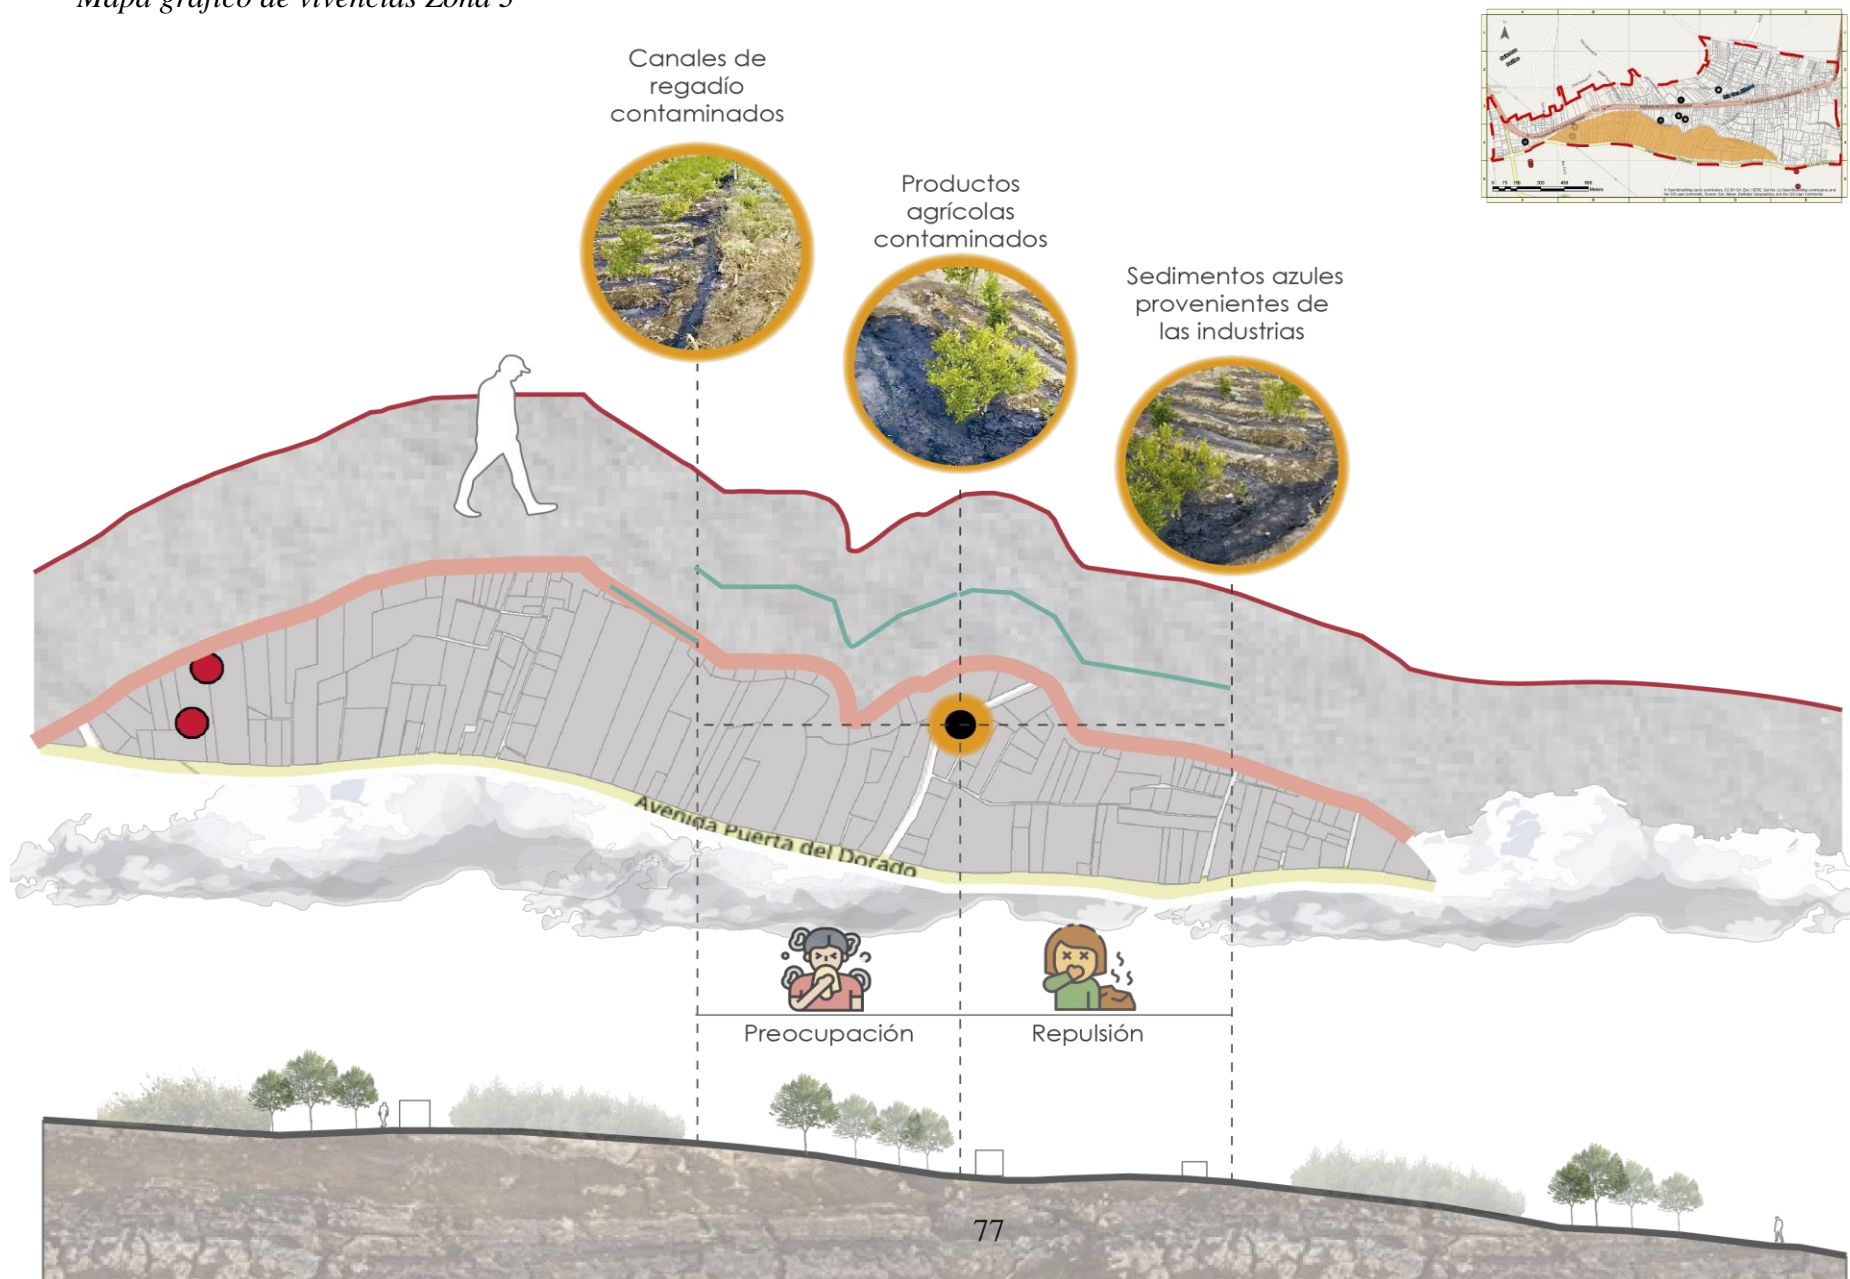 Mapa gráfico de vivencias Zona 3
Canales de
regadío
contaminados
Productos
agrícolas
contaminados
Sedimentos azules
provenientes de
las industrias
Avenida Puerta del Dorado
Preocupación
Repulsión
77